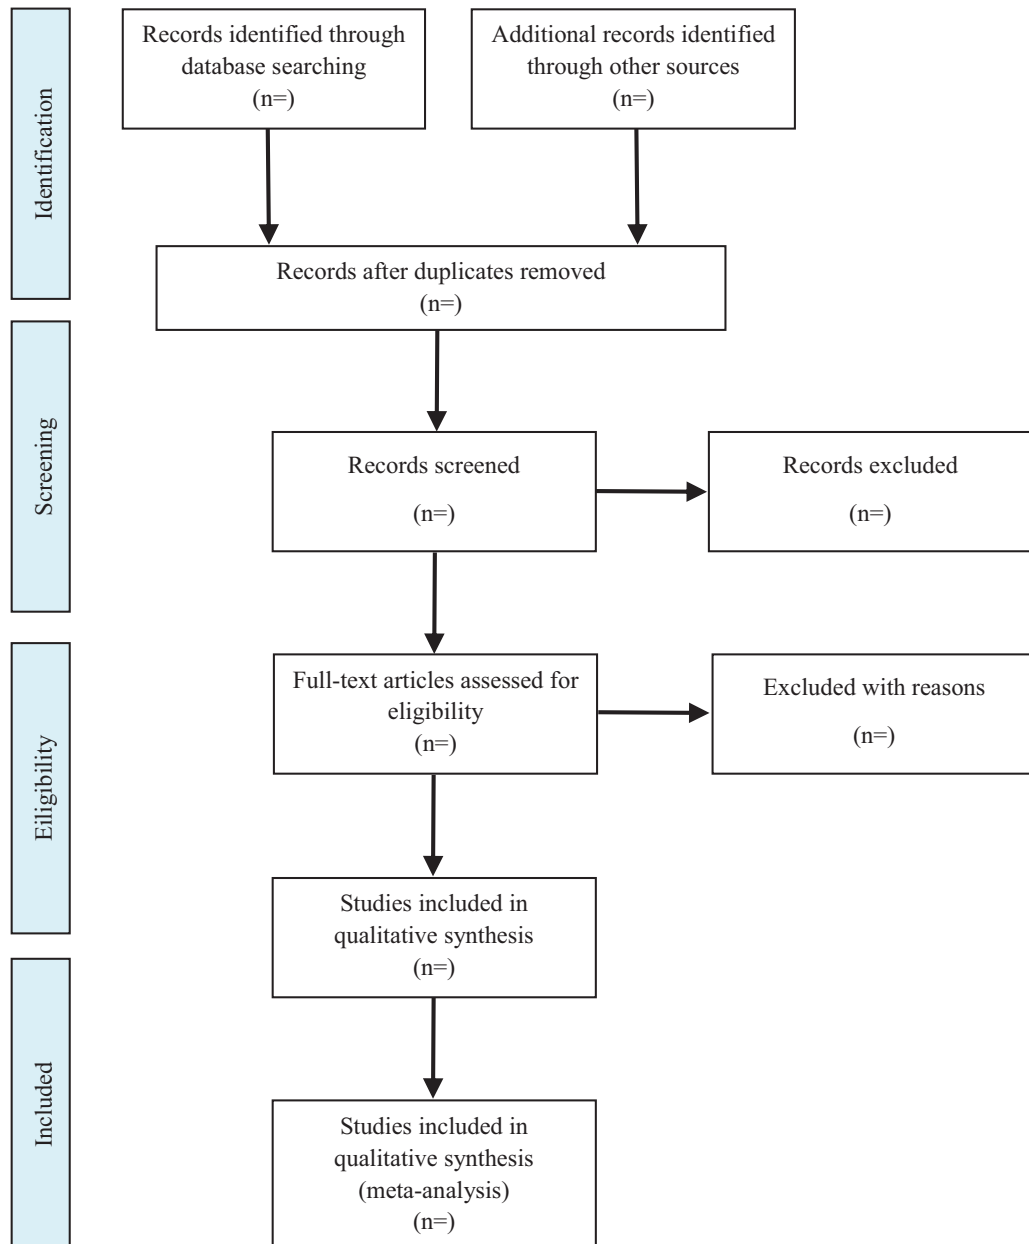 Identification
Records identified through
database searching
(n=)
Additional records identified
through other sources
(n=)
Records after duplicates removed
(n=)
Screening
Records screened
(n=)
Records excluded
(n=)
Eiligibility
Full-text articles assessed for
eligibility
(n=)
Excluded with reasons
(n=)
Studies included in
qualitative synthesis
(n=)
Included
Studies included in
qualitative synthesis
(meta-analysis)
(n=)